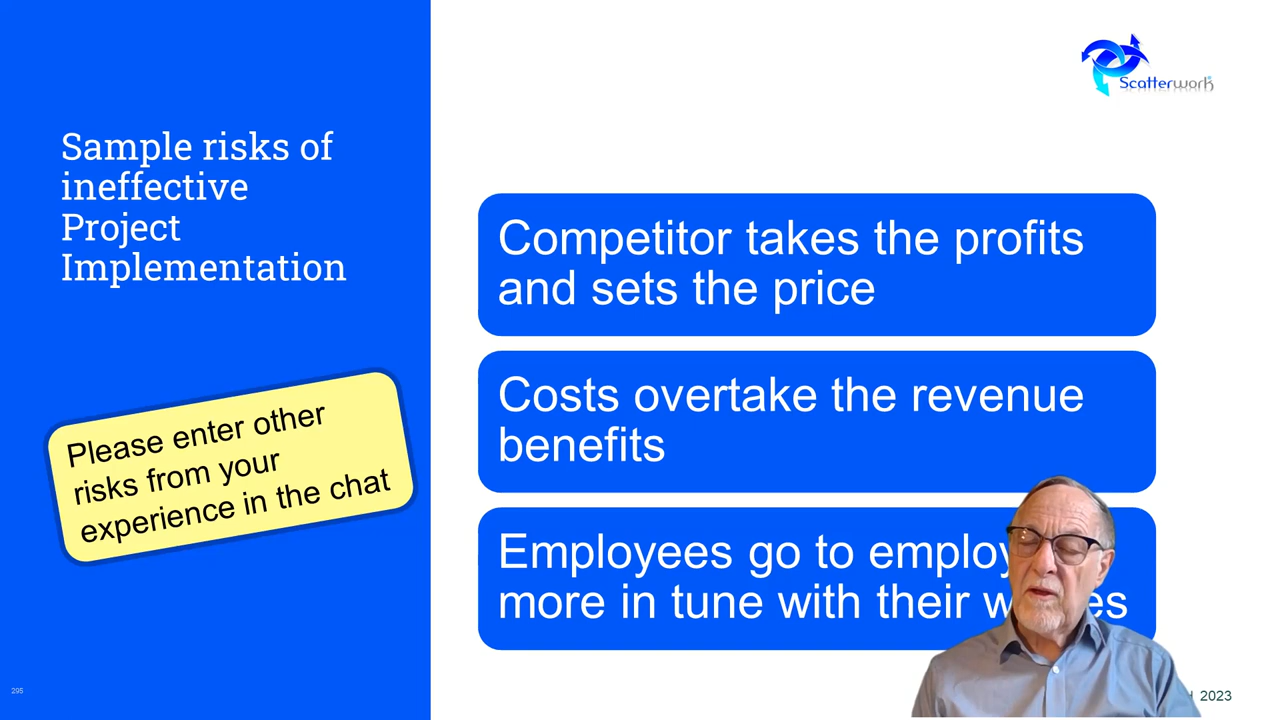 Scatterwork
Sample risks of
ineffective
Project
Implementation
Competitor takes the profits
and sets the price
Costs overtake the revenue
benefits
Please enter other
risks from your
experience in the chat
Employees go to
more in tune with their
295
2023